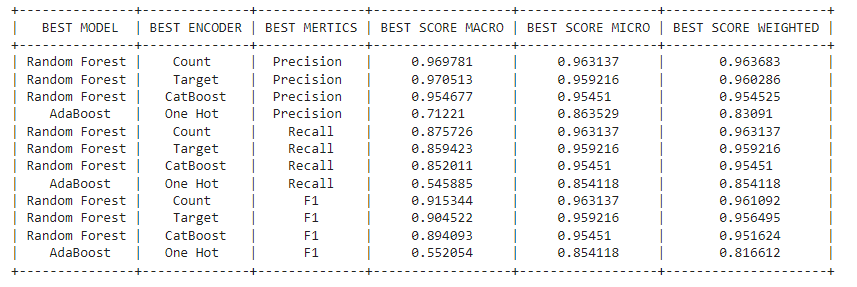 BEST MODEL | BEST ENCODER | BEST MERTICS | BEST SCORE MACRO | BEST SCORE MICRO | BEST SCORE WEIGHTED
Random Forest | Count | Precision | 0.969781 | 0.963137 | 0.963683
Random Forest | Target | Precision | 0.970513 | 0.959216 | 0.960286
Random Forest | CatBoost | Precision | 0.954677 | 0.95451 | 0.954525
AdaBoost | One Hot | Precision | 0.71221 | 0.863529 | 0.83091
Random Forest | Count | Recall | 0.875726 | 0.963137 | 0.963137
Random Forest | Target | Recall | 0.859423 | 0.959216 | 0.959216
Random Forest | CatBoost | Recall | 0.852011 | 0.95451 | 0.95451
AdaBoost | One Hot | Recall | 0.545885 | 0.854118 | 0.854118
Random Forest | Count | F1 | 0.915344 | 0.963137 | 0.961092
Random Forest | Target | F1 | 0.904522 | 0.959216 | 0.956495
Random Forest | CatBoost | F1 | 0.894093 | 0.95451 | 0.951624
AdaBoost | One Hot | F1 | 0.552054 | 0.854118 | 0.816612